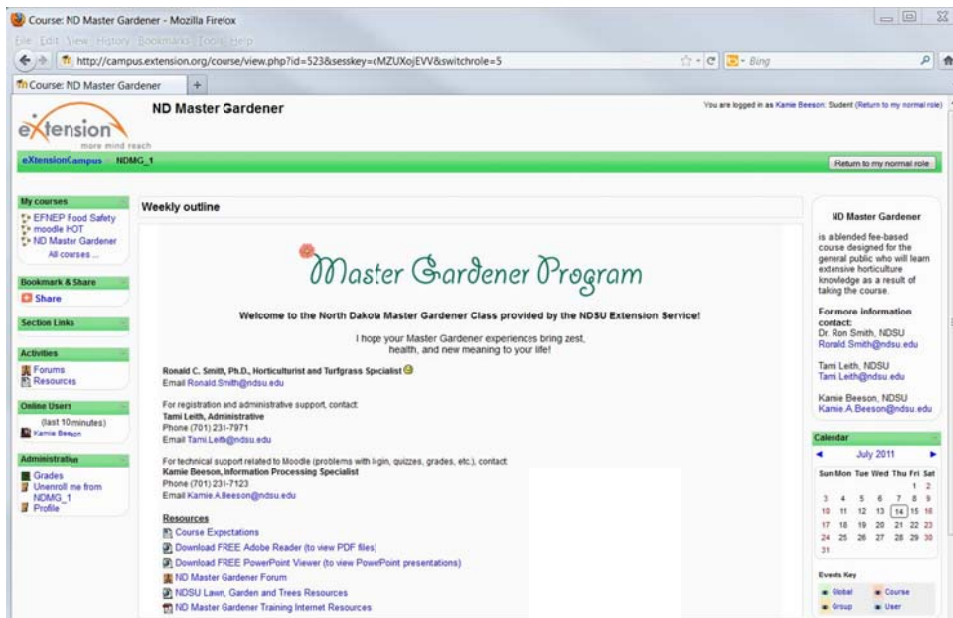 Course: ND Master Gardener - Mozilla Firefox
File Edit View History Bookmarks Tools Help
http://campus.extension.org/course/view.php?id=523&sesskey=cMZUXojEVV&switchrole=5
Bing
Course: ND Master Gardener
eXtension
more mind reach
ND Master Gardener
You are logged in as Kamie Beeson: Sudent (Return to my normal role)
eXtensionCampus NDMG_1
Return to my normal role
My courses
EFNEP Food Safety
moodle HOT
ND Master Gardener
All courses ...
Bookmark & Share
Share
Section Links
Activities
Forums
Resources
Online Users
(last 10 minutes)
Kamie Beeson
Administration
Grades
Unenroll me from
NDMG_1
Profile
Weekly outline
Master Gardener Program
Welcome to the North Dakota Master Gardener Class provided by the NDSU Extension Service!
I hope your Master Gardener experiences bring zest,
health, and new meaning to your life!
Ronald C. Smith, Ph.D., Horticulturist and Turfgrass Specialist
Email Ronald.Smith@ndsu.edu
For registration and administrative support, contact:
Tami Leith, Administrative
Phone (701) 231-7971
Email Tami.Leith@ndsu.edu
For technical support related to Moodle (problems with login, quizzes, grades, etc.), contact:
Kamie Beeson, Information Processing Specialist
Phone (701) 231-7123
Email Kamie.A.Beeson@ndsu.edu
Resources
Course Expectations
Download FREE Adobe Reader (to view PDF files)
Download FREE PowerPoint Viewer (to view PowerPoint presentations)
ND Master Gardener Forum
NDSU Lawn, Garden and Trees Resources
ND Master Gardener Training Internet Resources
ND Master Gardener
is a blended fee-based
couse designed for the
general public who will learn
extensive horticulture
knowledge as a result of
taking the course.
For more information
contact:
Dr. Ron Smith, NDSU
Ronald.Smith@ndsu.edu
Tami Leith, NDSU
Tami.Leith@ndsu.edu
Kamie Beeson, NDSU
Kamie.A.Beeson@ndsu.edu
Calendar
July 2011
Sun Mon Tue Wed Thu Fri Sat
1 2
3 4 5 6 7 8 9
10 11 12 13 14 15 16
17 18 19 20 21 22 23
24 25 26 27 28 29 30
31
Events Key
Global Course
Group User